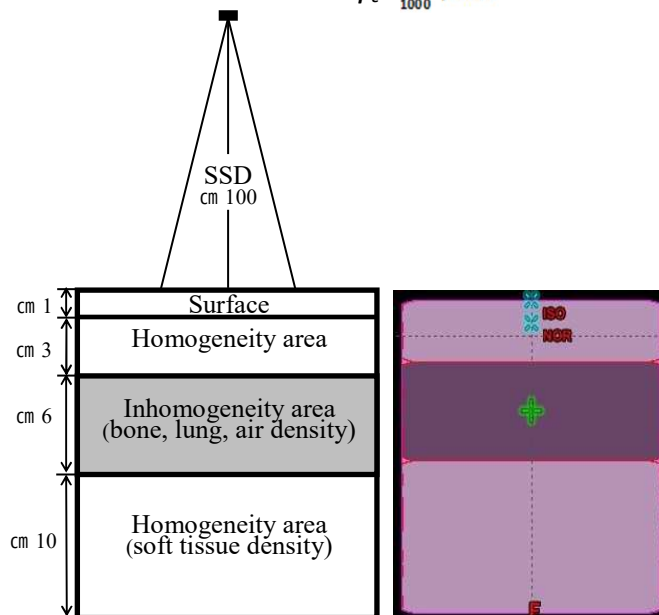 1000
SSD
cm 100
cm 1
Surface
cm 3
Homogeneity area
cm 6
Inhomogeneity area
(bone, lung, air density)
cm 10
Homogeneity area
(soft tissue density)
ISO
NOR